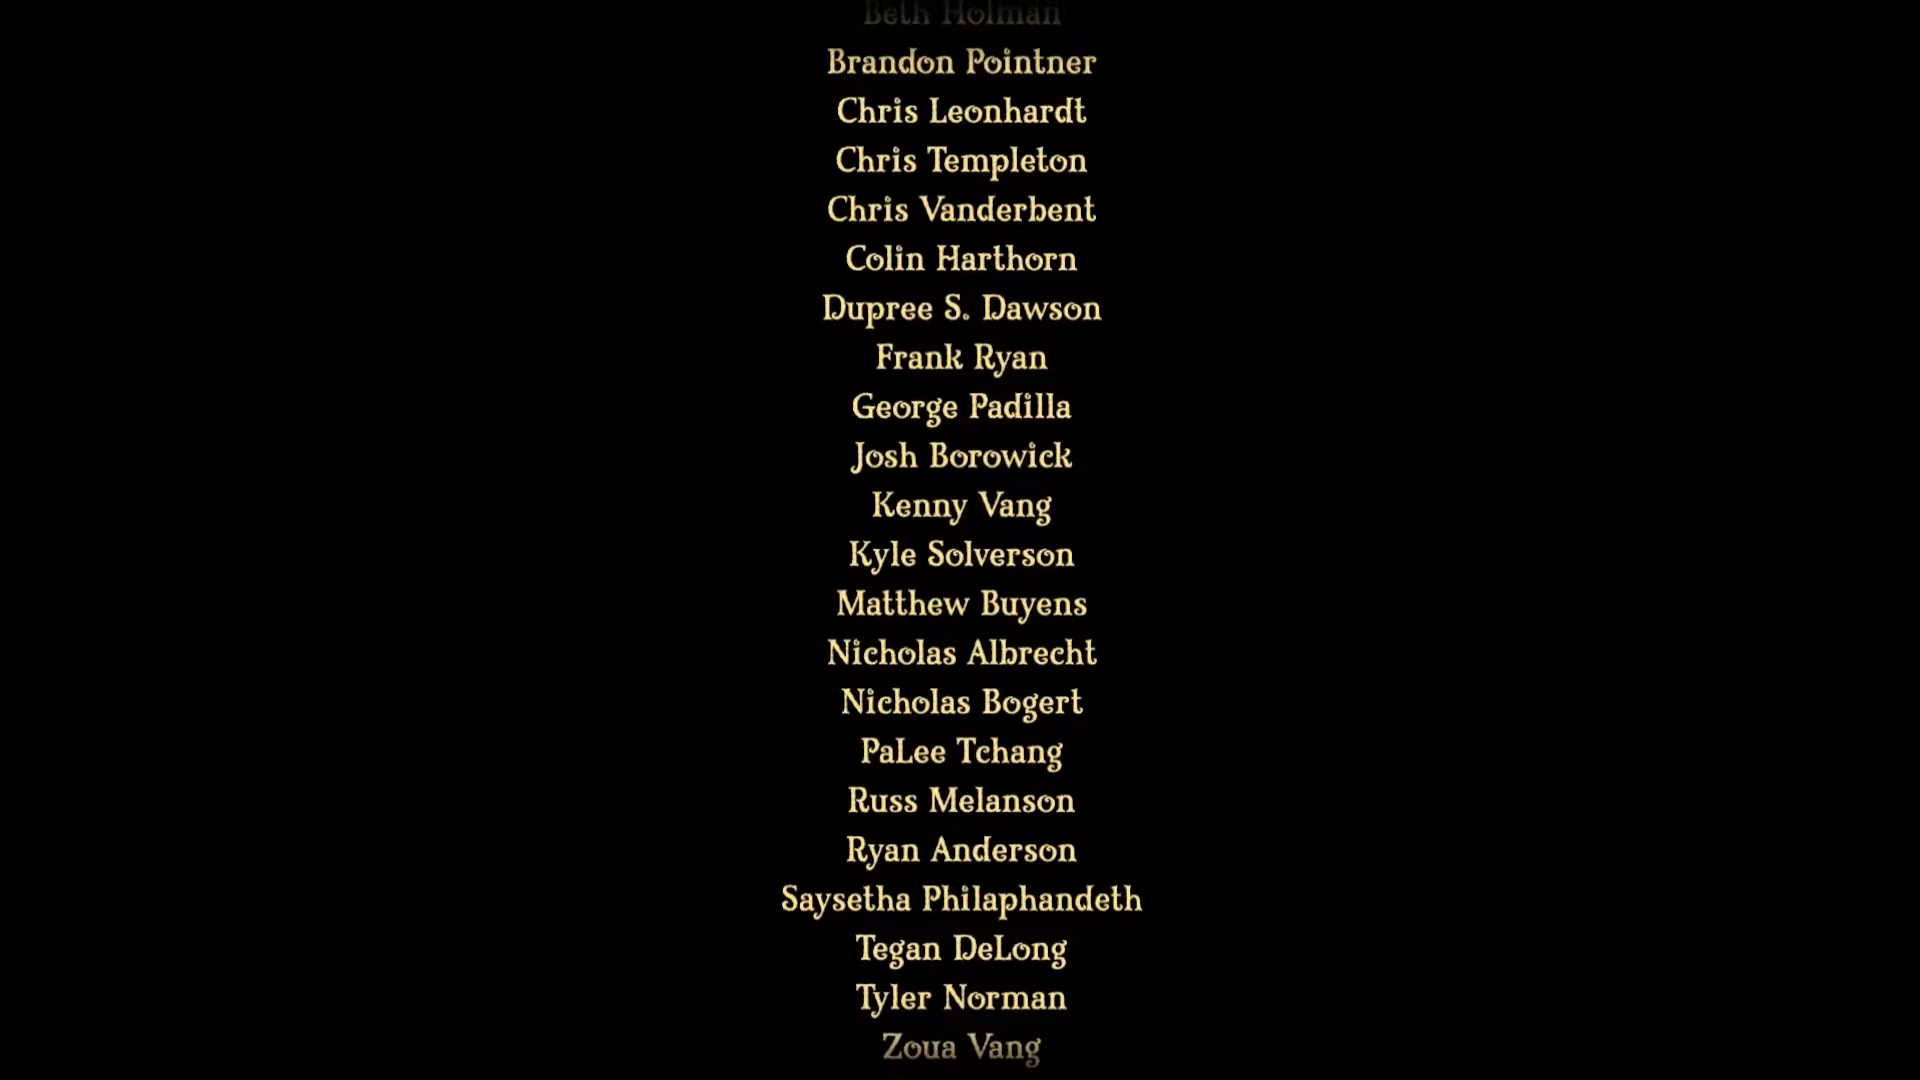 Beth Holman
Brandon Pointner
Chris Leonhardt
Chris Templeton
Chris Vanderbent
Colin Harthorn
Dupree S. Dawson
Frank Ryan
George Padilla
Josh Borowick
Kenny Vang
Kyle Solverson
Matthew Buyens
Nicholas Albrecht
Nicholas Bogert
PaLee Tchang
Russ Melanson
Ryan Anderson
Saysetha Philaphandeth
Tegan DeLong
Tyler Norman
Zoua Vang